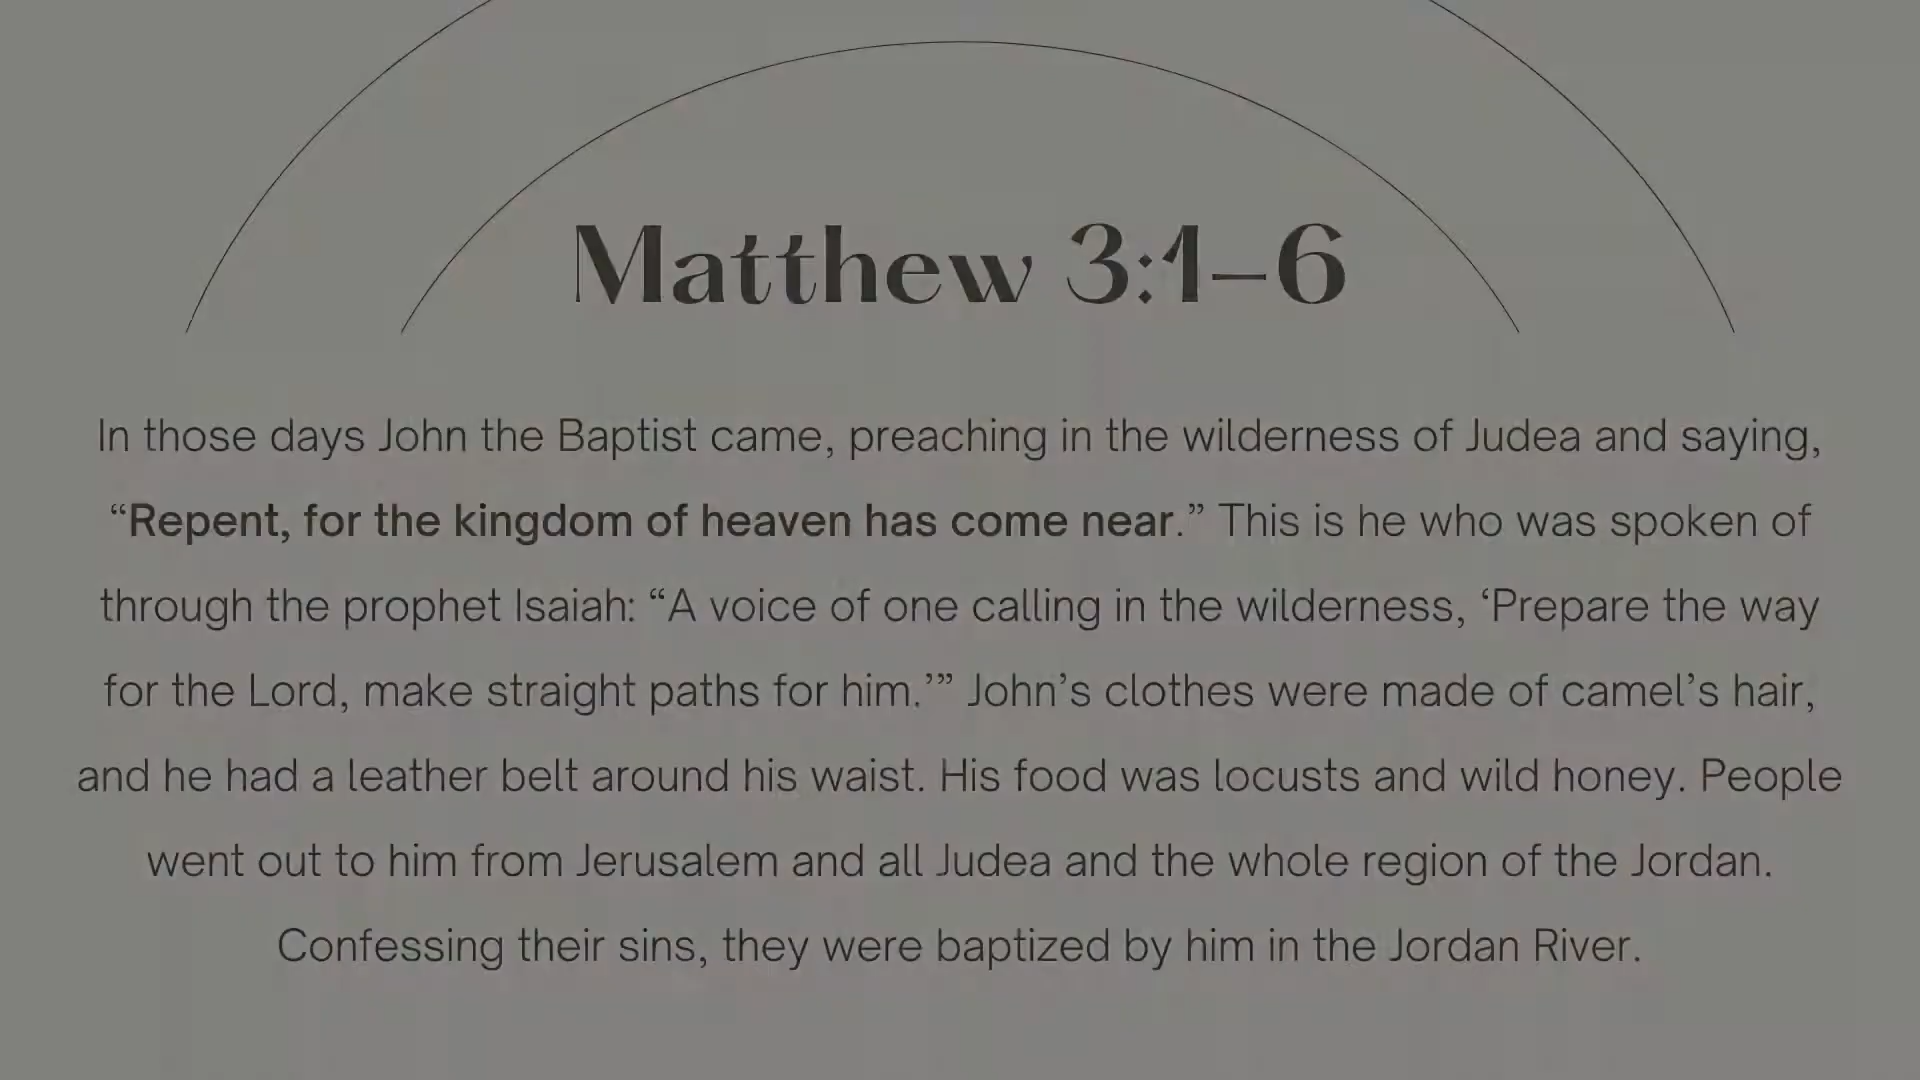 Matthew 3:1–6
In those days John the Baptist came, preaching in the wilderness of Judea and saying,
“Repent, for the kingdom of heaven has come near.” This is he who was spoken of
through the prophet Isaiah: “A voice of one calling in the wilderness, ‘Prepare the way
for the Lord, make straight paths for him.’” John’s clothes were made of camel’s hair,
and he had a leather belt around his waist. His food was locusts and wild honey. People
went out to him from Jerusalem and all Judea and the whole region of the Jordan.
Confessing their sins, they were baptized by him in the Jordan River.